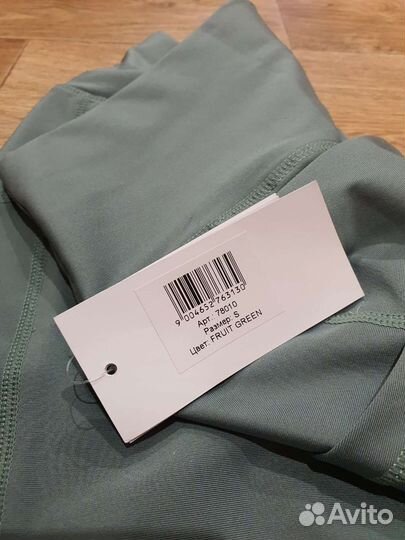 9 004652 763130
Арт.: 78010
Размер: S
Цвет: FRUIT GREEN
Avito